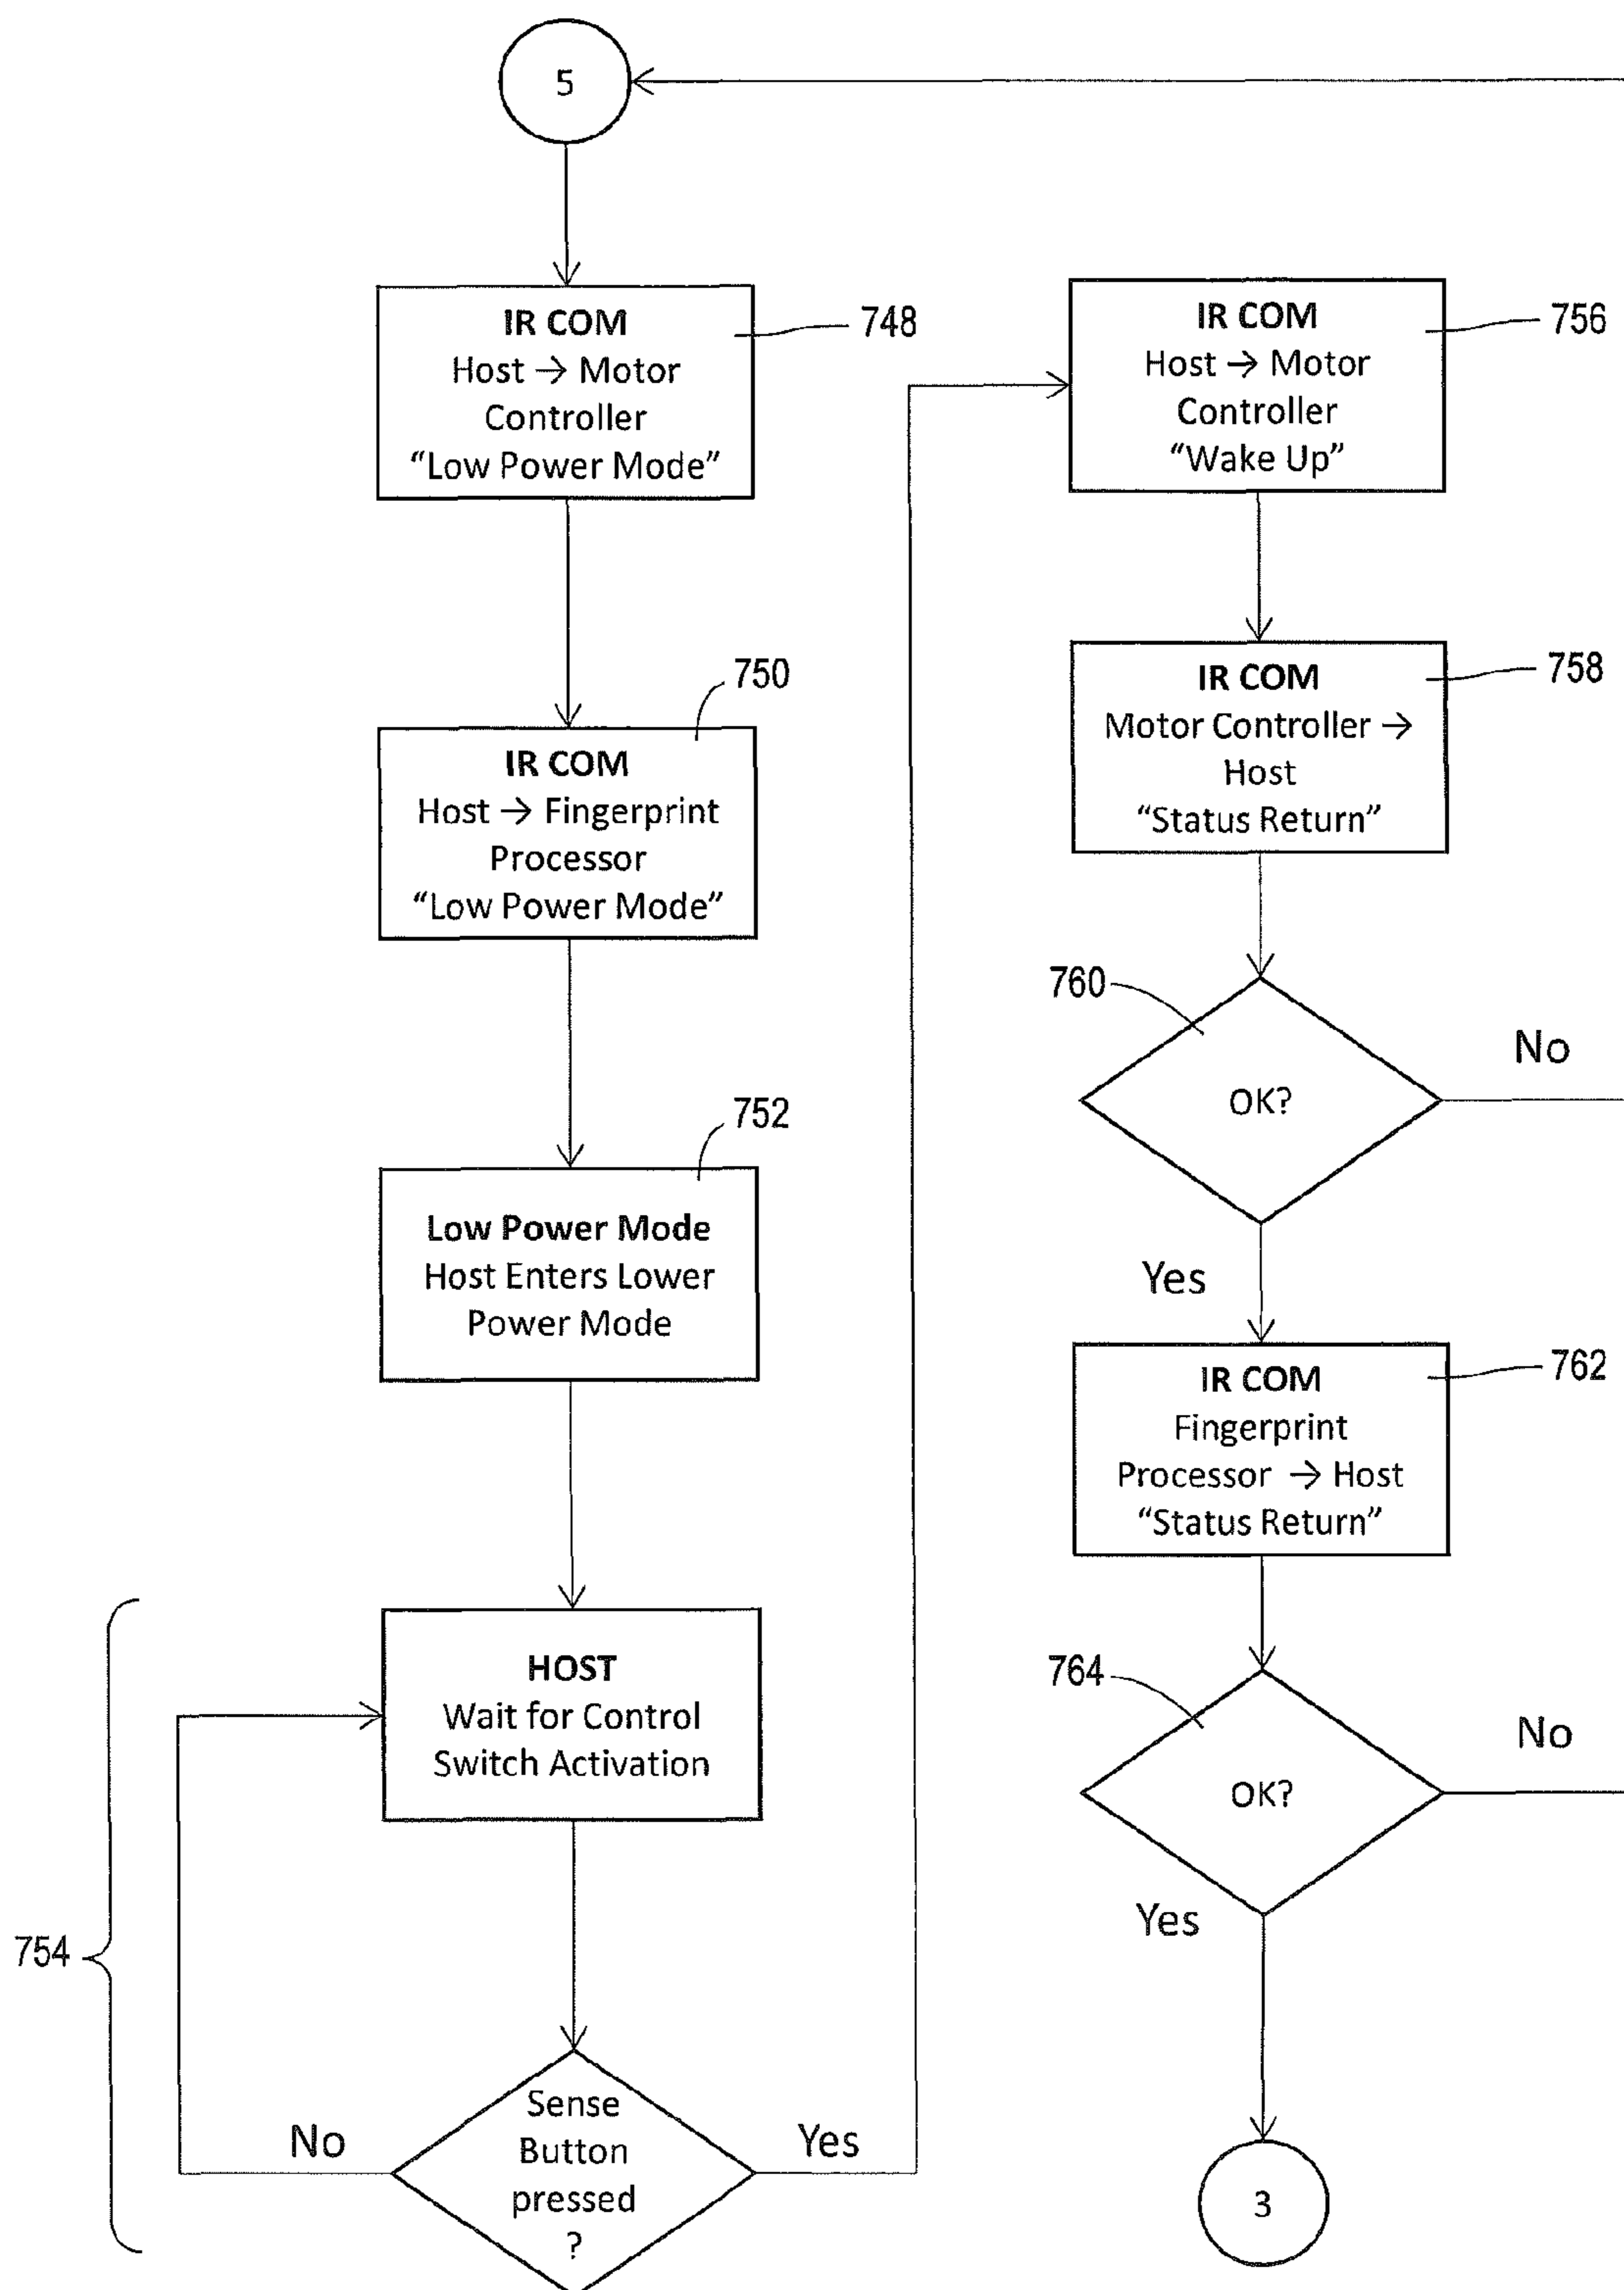 5
IR COM
Host → Motor
Controller
“Low Power Mode”
748
IR COM
Host → Fingerprint
Processor
“Low Power Mode”
750
Low Power Mode
Host Enters Lower
Power Mode
752
HOST
Wait for Control
Switch Activation
754
Sense
Button
pressed
?
No
Yes
IR COM
Host → Motor
Controller
“Wake Up”
756
IR COM
Motor Controller →
Host
“Status Return”
758
760
OK?
No
Yes
IR COM
Fingerprint
Processor → Host
“Status Return”
762
764
OK?
No
Yes
3